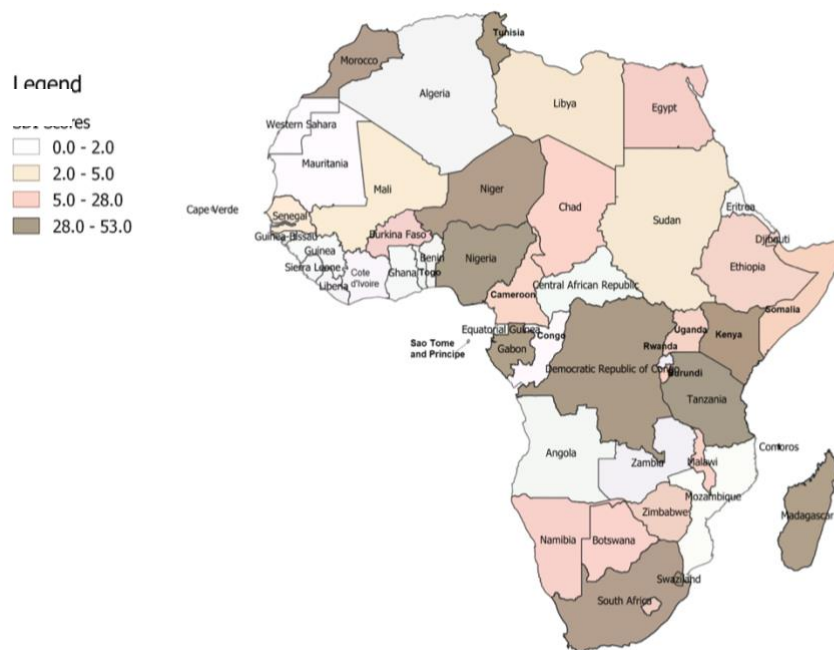 Legend
SDI Scores
0.0 - 2.0
2.0 - 5.0
5.0 - 28.0
28.0 - 53.0
Tunisia
Morocco
Algeria
Libya
Egypt
Western Sahara
Mauritania
Mali
Niger
Chad
Sudan
Eritrea
Cape Verde
Senegal
Guinea-Bissau
Burkina Faso
Djibouti
Guinea
Benin
Nigeria
Ethiopia
Sierra Leone
Cote
d'Ivoire
Ghana
Togo
Central African Republic
Liberia
Cameroon
Somalia
Equatorial Guinea
Congo
Uganda
Kenya
Sao Tome
and Principe
Gabon
Rwanda
Democratic Republic of Congo
Burundi
Tanzania
Comoros
Angola
Zambia
Malawi
Mozambique
Zimbabwe
Madagascar
Namibia
Botswana
Swaziland
South Africa